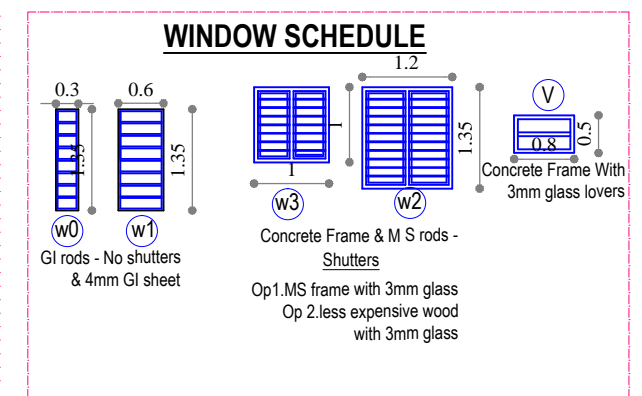 WINDOW SCHEDULE
0.3
0.6
1.35
1.35
w0
w1
GI rods - No shutters
& 4mm GI sheet
1
1
w3
1.2
1.35
w2
Concrete Frame & M S rods -
Shutters
Op1.MS frame with 3mm glass
Op 2.less expensive wood
with 3mm glass
V
0.8
0.5
Concrete Frame With
3mm glass lovers